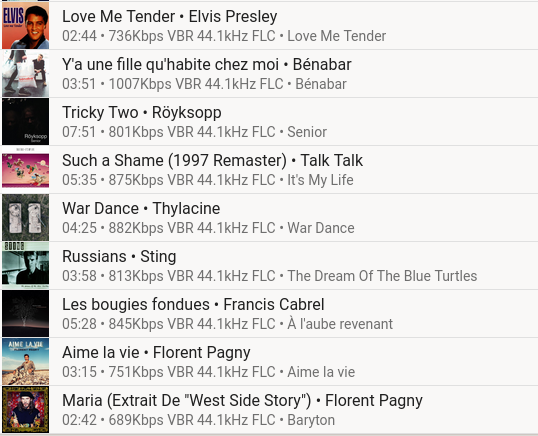 ELVIS
Love Me Tender • Elvis Presley
02:44 • 736Kbps VBR 44.1kHz FLC • Love Me Tender
Y'a une fille qu'habite chez moi • Bénabar
03:51 • 1007Kbps VBR 44.1kHz FLC • Bénabar
Tricky Two • Röyksopp
07:51 • 801Kbps VBR 44.1kHz FLC • Senior
Röyksopp
Senior
Such a Shame (1997 Remaster) • Talk Talk
05:35 • 875Kbps VBR 44.1kHz FLC • It's My Life
War Dance • Thylacine
04:25 • 882Kbps VBR 44.1kHz FLC • War Dance
Russians • Sting
03:58 • 813Kbps VBR 44.1kHz FLC • The Dream Of The Blue Turtles
Les bougies fondues • Francis Cabrel
05:28 • 845Kbps VBR 44.1kHz FLC • À l'aube revenant
AIME LA VIE
Aime la vie • Florent Pagny
03:15 • 751Kbps VBR 44.1kHz FLC • Aime la vie
Maria (Extrait De "West Side Story") • Florent Pagny
02:42 • 689Kbps VBR 44.1kHz FLC • Baryton